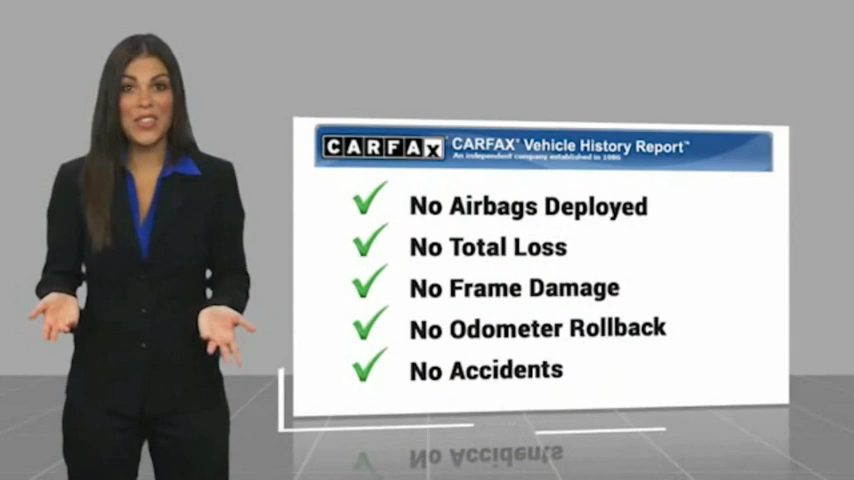 CARFAX CARFAX® Vehicle History Report™
An independent company established in 1986
No Airbags Deployed
No Total Loss
No Frame Damage
No Odometer Rollback
No Accidents
No Accidents